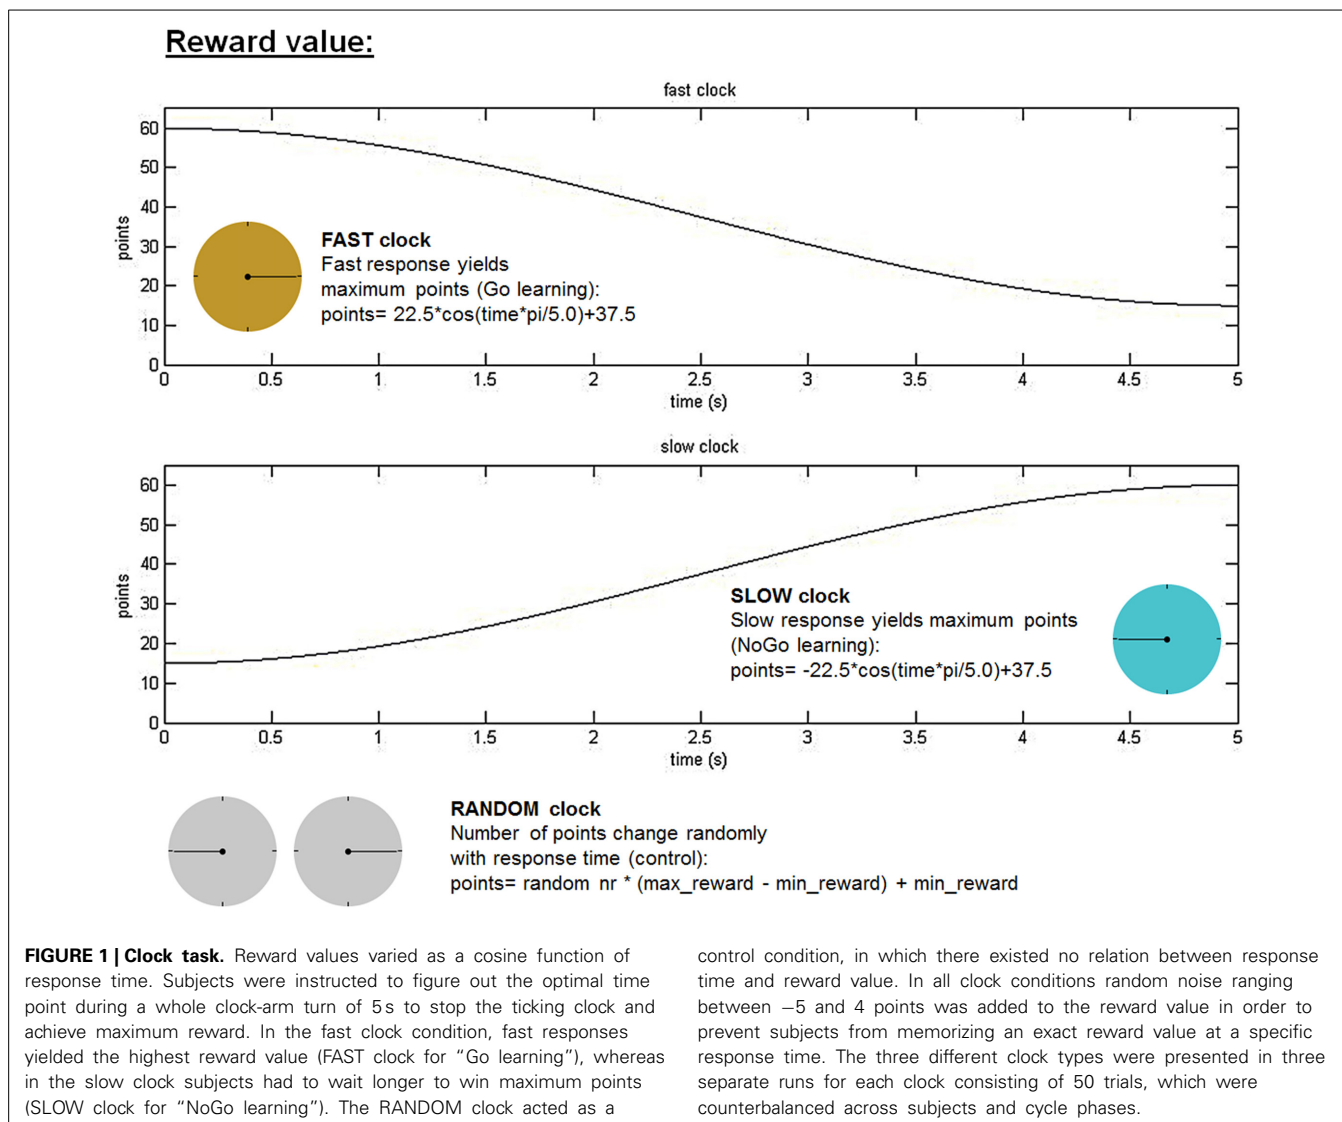 Reward value:
fast clock
60
50
40
30
20
10
0
points
FAST clock
Fast response yields
maximum points (Go learning):
points= 22.5*cos(time*pi/5.0)+37.5
0 0.5 1 1.5 2 2.5 3 3.5 4 4.5 5
time (s)
slow clock
60
50
40
30
20
10
0
points
SLOW clock
Slow response yields maximum points
(NoGo learning):
points= -22.5*cos(time*pi/5.0)+37.5
0 0.5 1 1.5 2 2.5 3 3.5 4 4.5 5
time (s)
RANDOM clock
Number of points change randomly
with response time (control):
points= random nr * (max_reward - min_reward) + min_reward
FIGURE 1 | Clock task. Reward values varied as a cosine function of
response time. Subjects were instructed to figure out the optimal time
point during a whole clock-arm turn of 5 s to stop the ticking clock and
achieve maximum reward. In the fast clock condition, fast responses
yielded the highest reward value (FAST clock for “Go learning”), whereas
in the slow clock subjects had to wait longer to win maximum points
(SLOW clock for “NoGo learning”). The RANDOM clock acted as a
control condition, in which there existed no relation between response
time and reward value. In all clock conditions random noise ranging
between −5 and 4 points was added to the reward value in order to
prevent subjects from memorizing an exact reward value at a specific
response time. The three different clock types were presented in three
separate runs for each clock consisting of 50 trials, which were
counterbalanced across subjects and cycle phases.